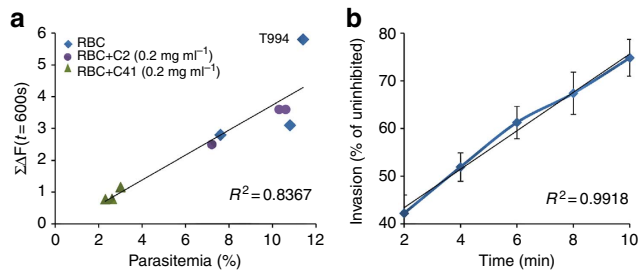 a
ΣΔF(t=600s)
6
5
4
3
2
1
0
0 2 4 6 8 10 12 14
Parasitemia (%)
RBC
RBC+C2 (0.2 mg ml⁻¹)
RBC+C41 (0.2 mg ml⁻¹)
T994
R²=0.8367
b
Invasion (% of uninhibited)
80
70
60
50
40
2 4 6 8 10
Time (min)
R²=0.9918